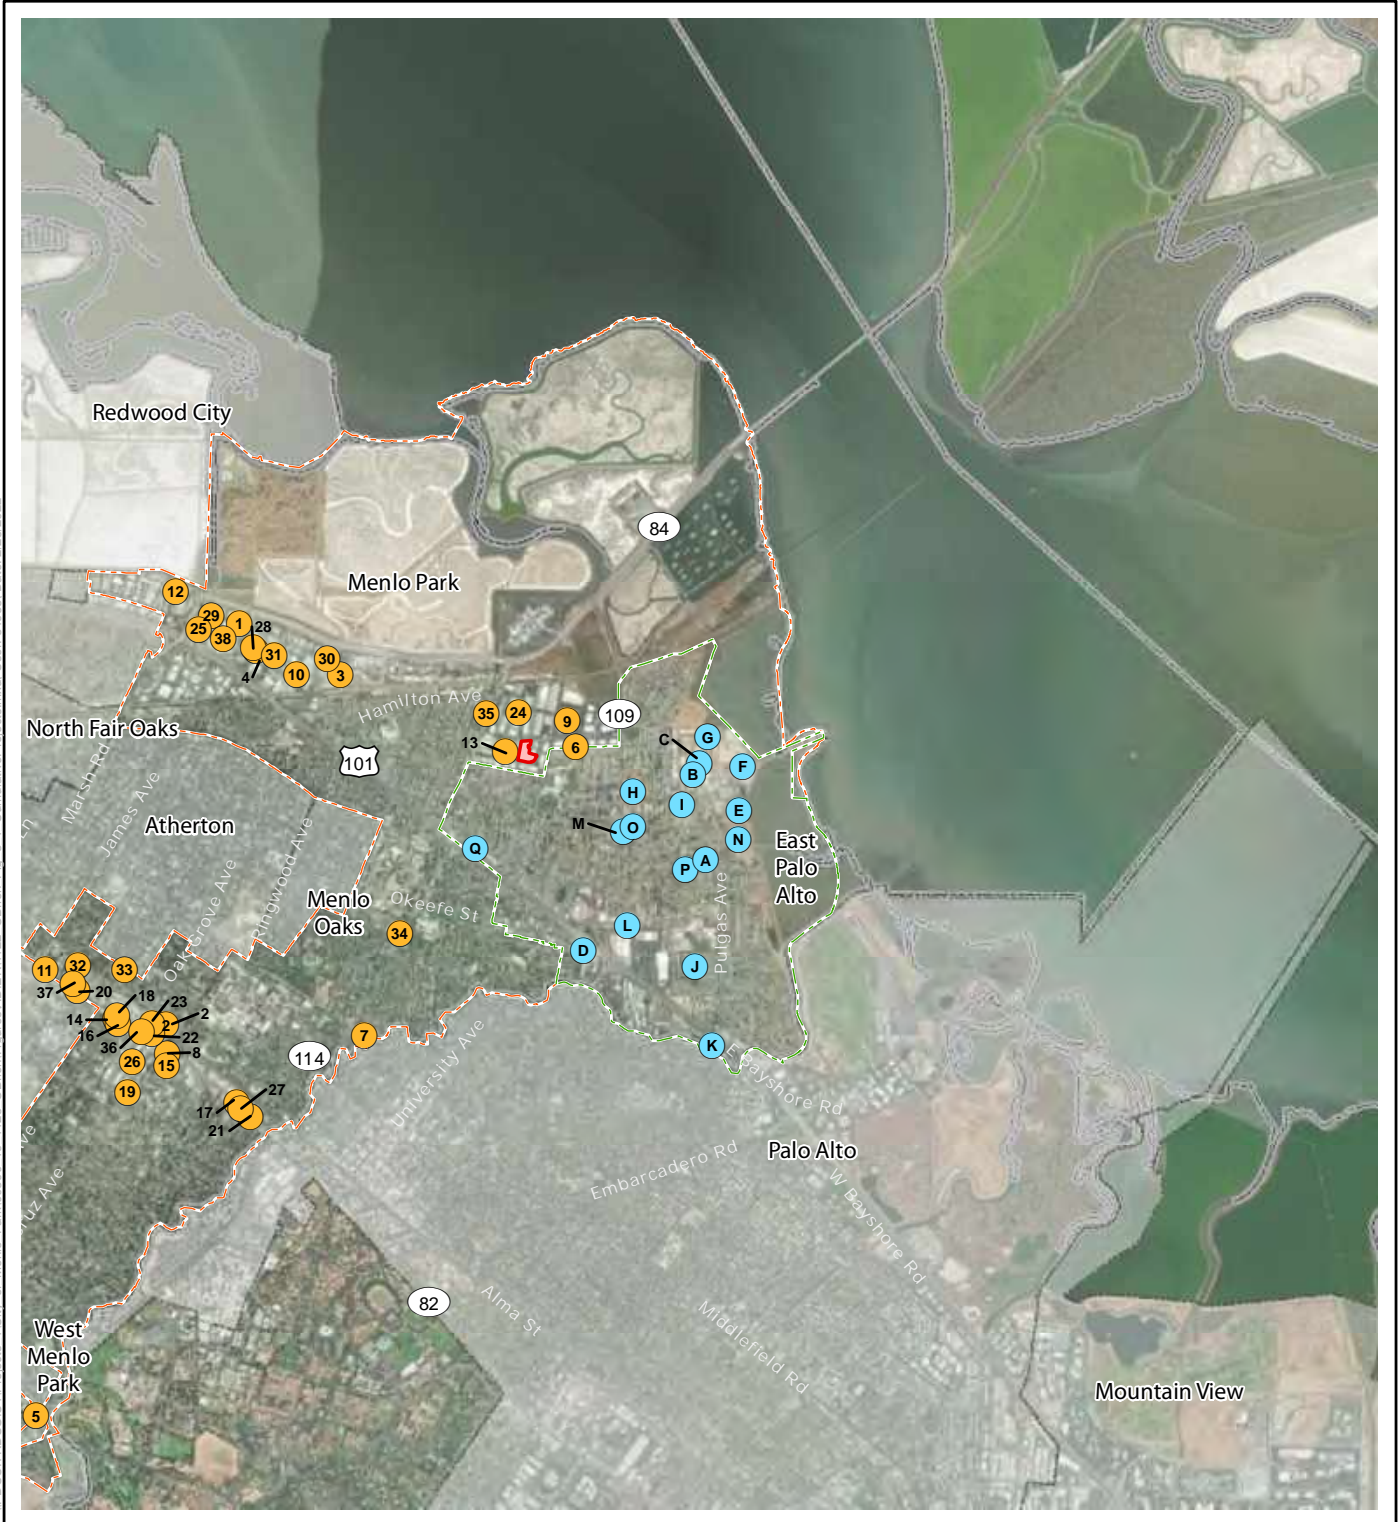 84
Redwood City
Menlo Park
12
29
1
28
25
38
31
4
10
30
3
Hamilton Ave
35
24
9
109
6
13
North Fair Oaks
101
Marsh Rd
James Ave
Atherton
Ringwood Ave
Oak Grove Ave
Menlo
Oaks
Okeefe St
34
G
C
B
F
H
I
E
M
O
N
Q
A
P
East
Palo
Alto
Pulgas Ave
L
D
J
K
11
32
33
37
20
18
14
16
23
2
2
22
36
8
26
15
19
27
17
21
7
114
University Ave
E Bayshore Rd
Palo Alto
Embarcadero Rd
W Bayshore Rd
82
Alma St
Middlefield Rd
West
Menlo
Park
5
Mountain View